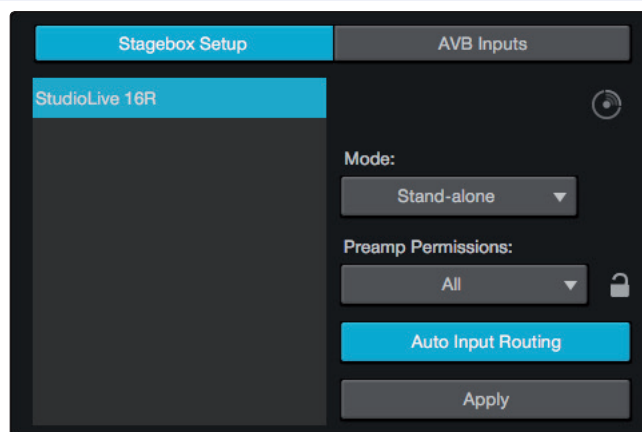 Stagebox Setup
AVB Inputs
StudioLive 16R
Mode:
Stand-alone
Preamp Permissions:
All
Auto Input Routing
Apply